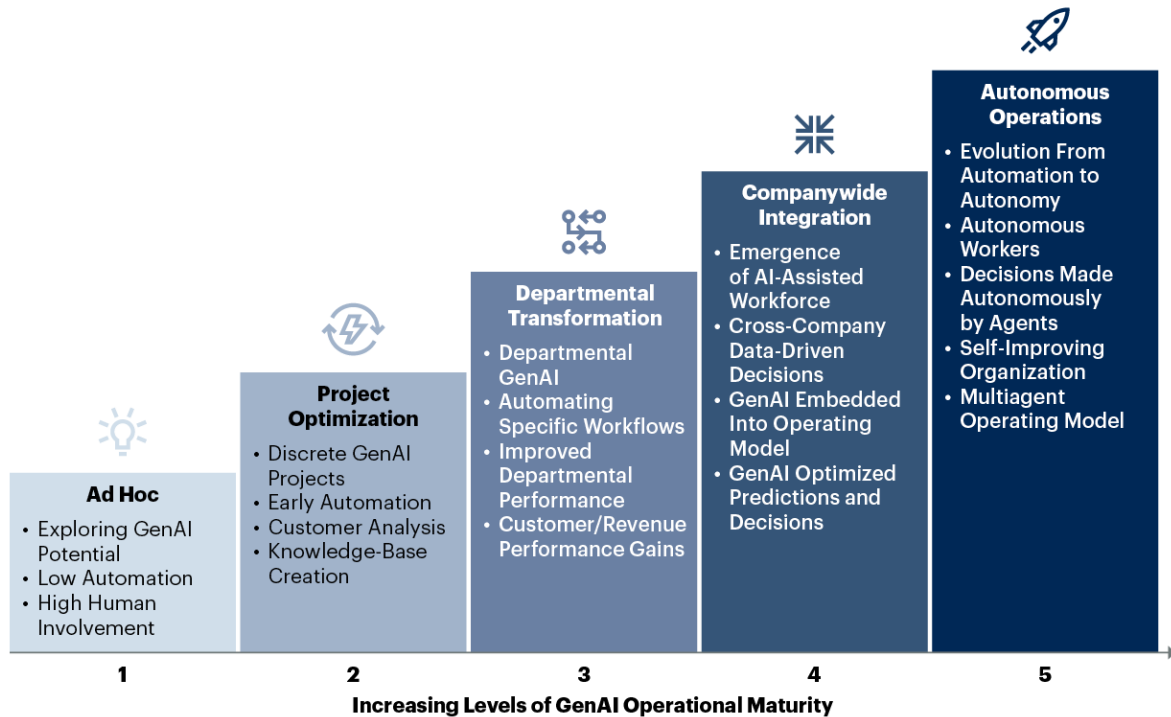 Ad Hoc
• Exploring GenAI
Potential
• Low Automation
• High Human
Involvement
Project
Optimization
• Discrete GenAI
Projects
• Early Automation
• Customer Analysis
• Knowledge-Base
Creation
Departmental
Transformation
• Departmental
GenAI
• Automating
Specific Workflows
• Improved
Departmental
Performance
• Customer/Revenue
Performance Gains
Companywide
Integration
• Emergence
of AI-Assisted
Workforce
• Cross-Company
Data-Driven
Decisions
• GenAI Embedded
Into Operating
Model
• GenAI Optimized
Predictions and
Decisions
Autonomous
Operations
• Evolution From
Automation to
Autonomy
• Autonomous
Workers
• Decisions Made
Autonomously
by Agents
• Self-Improving
Organization
• Multiagent
Operating Model
1 2 3 4 5
Increasing Levels of GenAI Operational Maturity